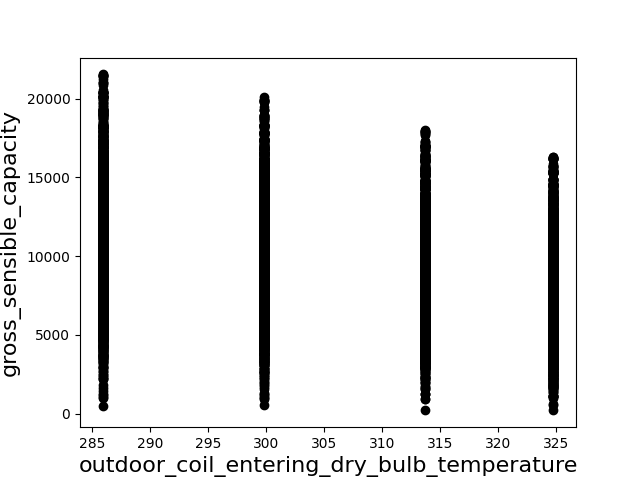 gross_sensible_capacity
20000
15000
10000
5000
0
285 290 295 300 305 310 315 320 325
outdoor_coil_entering_dry_bulb_temperature